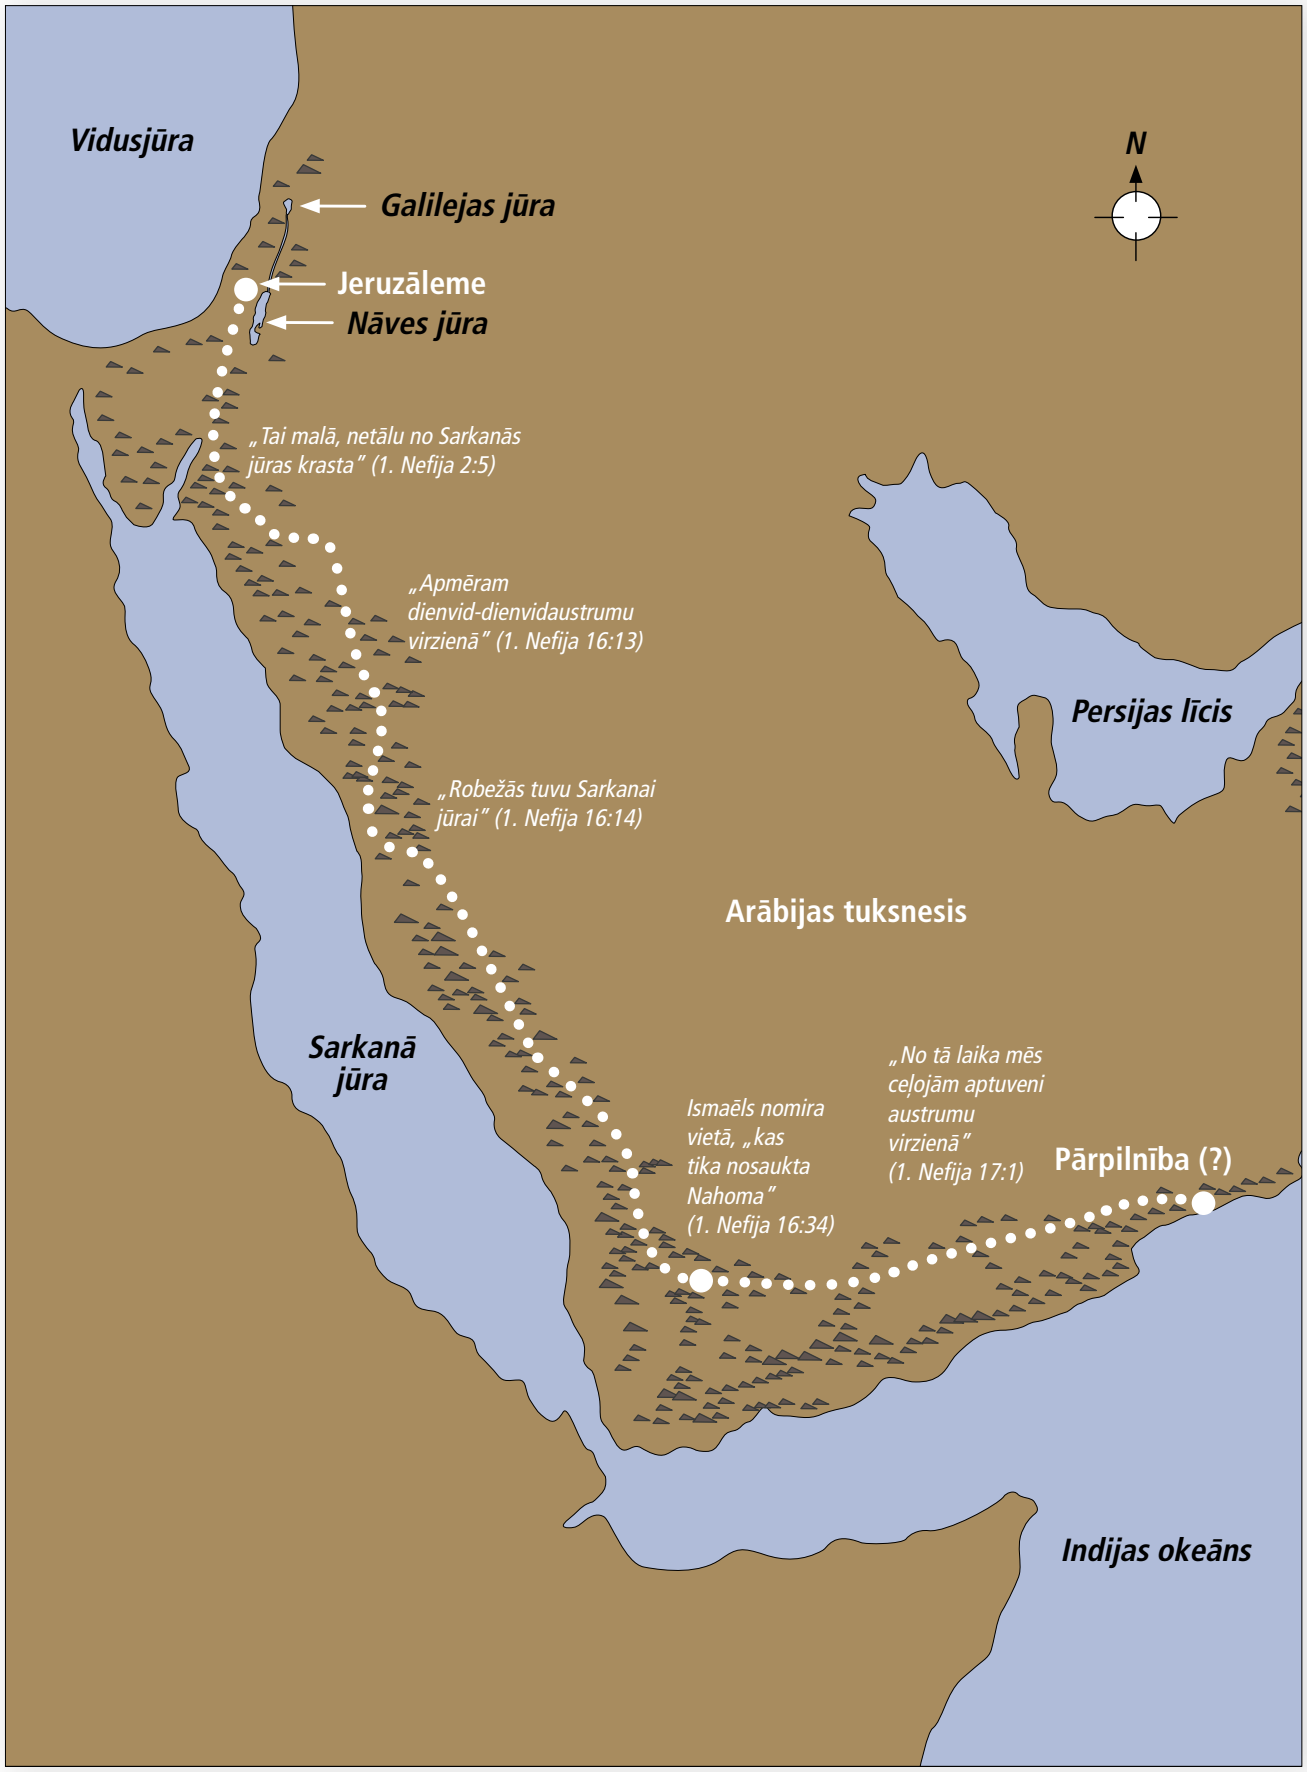 Vidusjūra
N
Galilejas jūra
Jeruzāleme
Nāves jūra
„Tai malā, netālu no Sarkanās
jūras krasta” (1. Nefija 2:5)
„Apmēram
dienvid-dienvidaustrumu
virzienā” (1. Nefija 16:13)
Persijas līcis
„Robežās tuvu Sarkanai
jūrai” (1. Nefija 16:14)
Arābijas tuksnesis
Sarkanā
jūra
„No tā laika mēs
ceļojām aptuveni
austrumu
virzienā”
(1. Nefija 17:1)
Ismaēls nomira
vietā, „kas
tika nosaukta
Nahoma”
(1. Nefija 16:34)
Pārpilnība (?)
Indijas okeāns